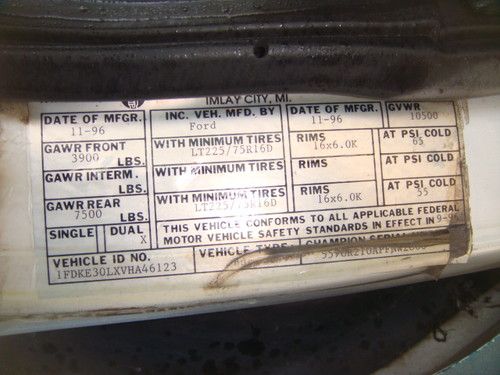 IMLAY CITY, MI.
DATE OF MFGR. INC. VEH. MFD. BY DATE OF MFGR. GVWR
11-96 Ford 11-96 10500
GAWR FRONT WITH MINIMUM TIRES RIMS AT PSI COLD
3900 LBS. LT225/75R16D 16x6.0K 65
GAWR INTERM. WITH MINIMUM TIRES RIMS AT PSI COLD
LBS.
GAWR REAR WITH MINIMUM TIRES RIMS AT PSI COLD
7500 LBS. LT225/75R16D 16x6.0K 55
SINGLE DUAL X THIS VEHICLE CONFORMS TO ALL APPLICABLE FEDERAL
MOTOR VEHICLE SAFETY STANDARDS IN EFFECT IN 9-96
VEHICLE ID NO. VEHICLE TYPE CHAMPION
1FDKE30LXVHA46123